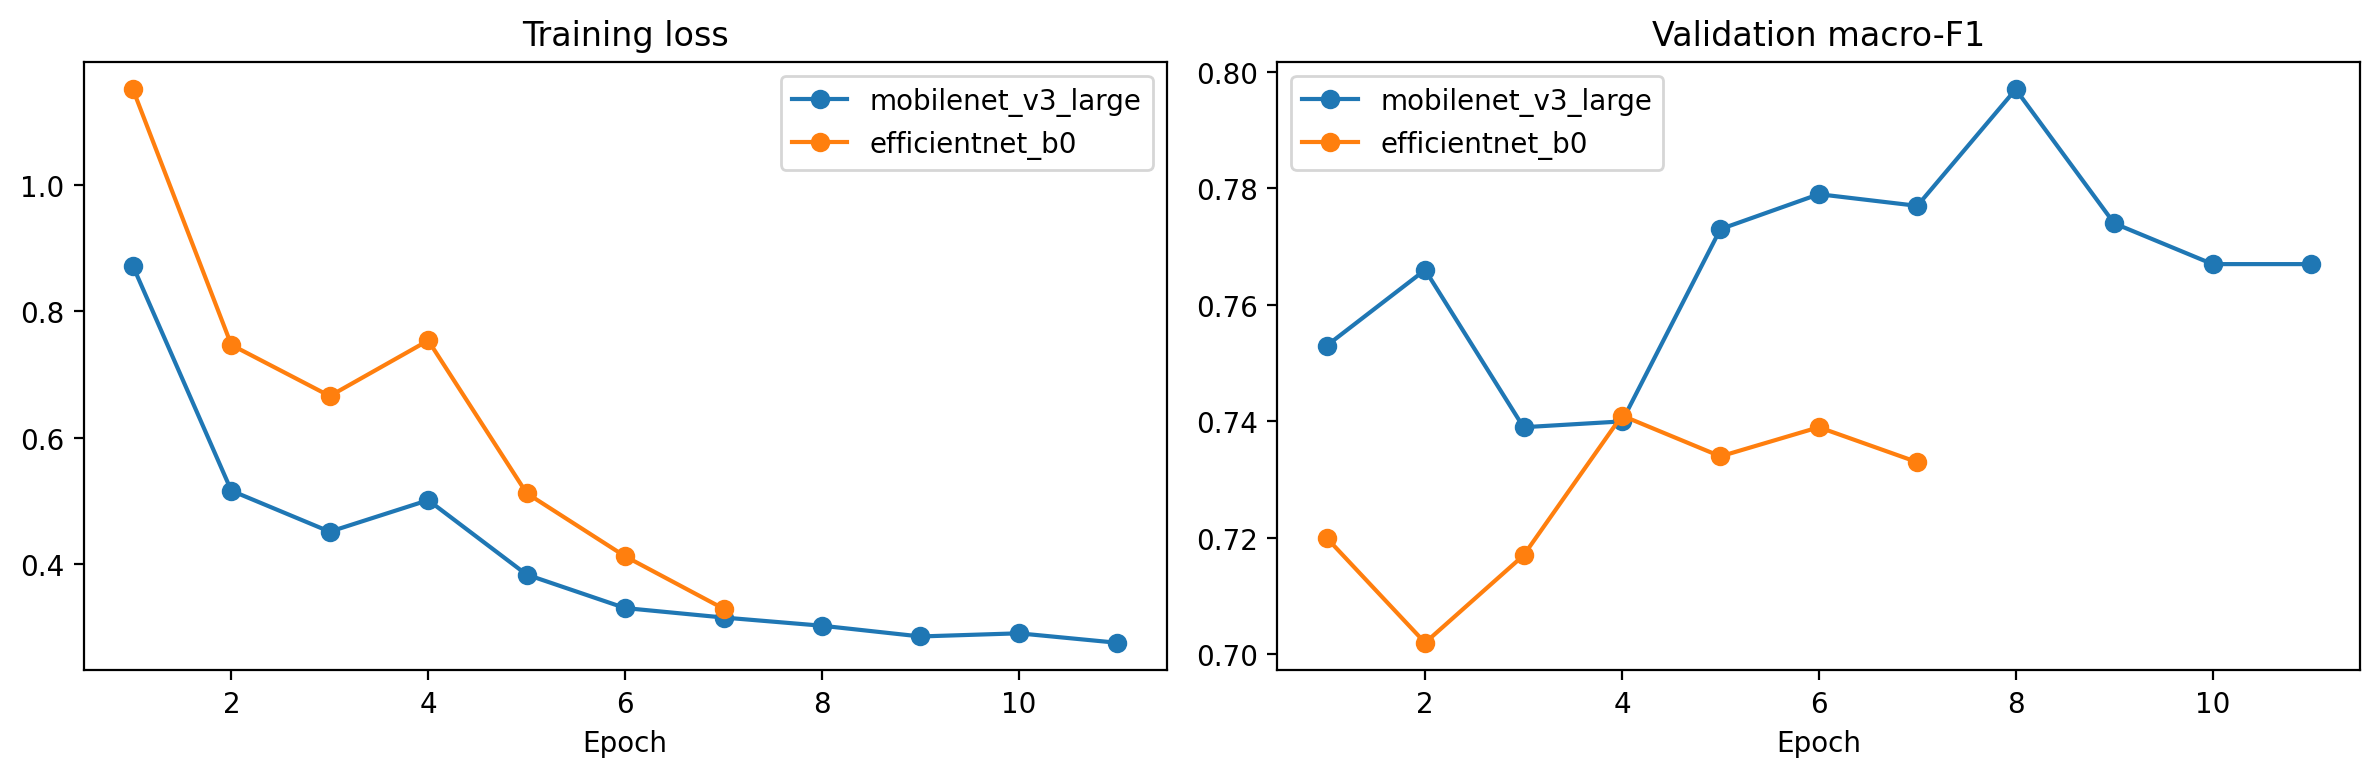 Training loss
1.0
0.8
0.6
0.4
2
4
6
8
10
Epoch
mobilenet_v3_large
efficientnet_b0
Validation macro-F1
0.80
0.78
0.76
0.74
0.72
0.70
2
4
6
8
10
Epoch
mobilenet_v3_large
efficientnet_b0